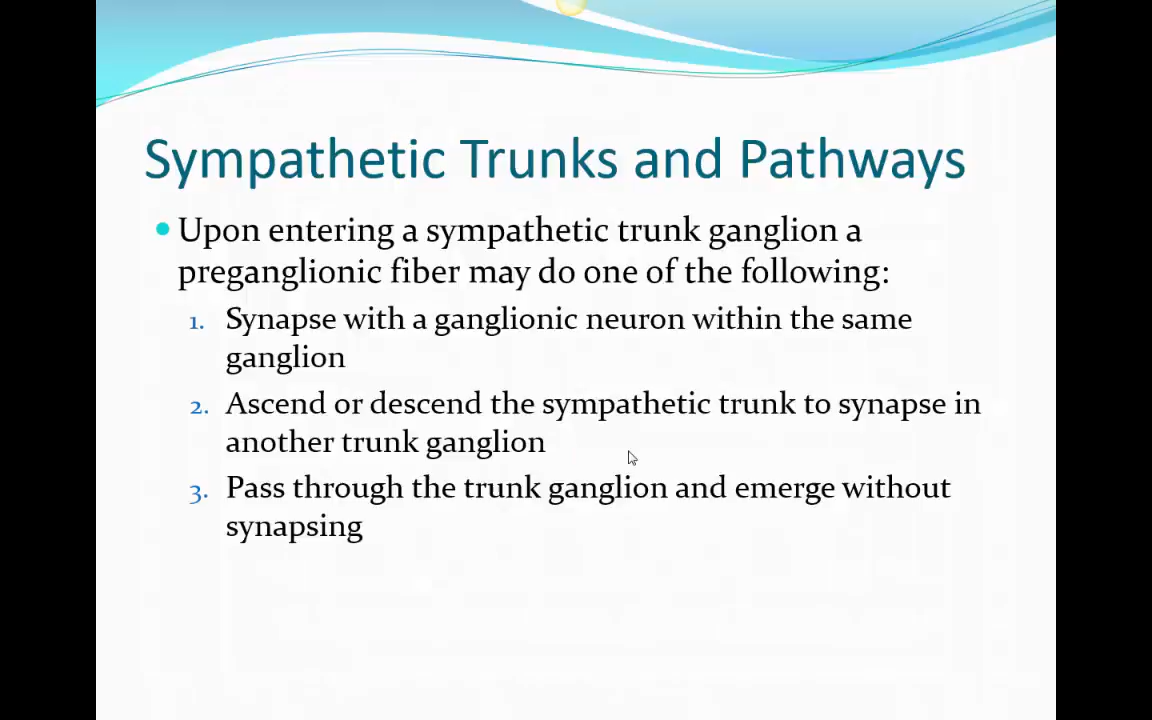 Sympathetic Trunks and Pathways
• Upon entering a sympathetic trunk ganglion a
preganglionic fiber may do one of the following:
1. Synapse with a ganglionic neuron within the same
ganglion
2. Ascend or descend the sympathetic trunk to synapse in
another trunk ganglion
3. Pass through the trunk ganglion and emerge without
synapsing